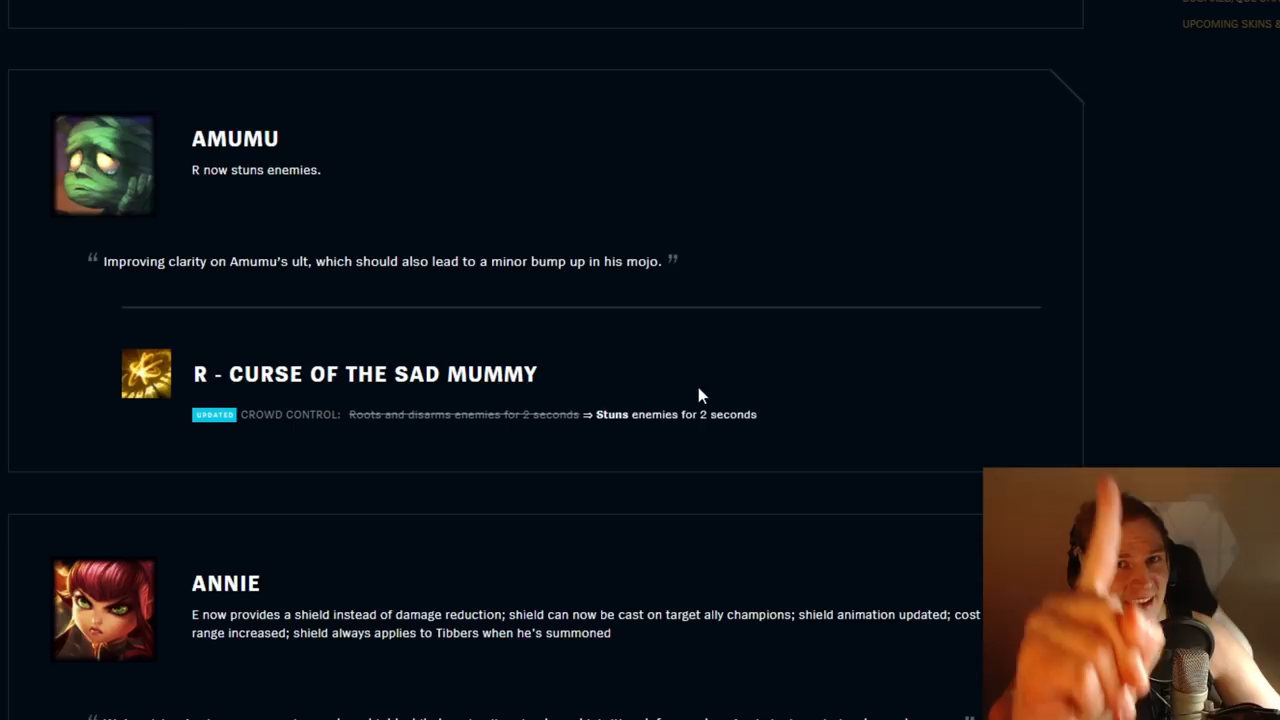 UPCOMING SKINS &
AMUMU
R now stuns enemies.
“ Improving clarity on Amumu's ult, which should also lead to a minor bump up in his mojo. ”
R - CURSE OF THE SAD MUMMY
UPDATED CROWD CONTROL: Roots and disarms enemies for 2 seconds ⇒ Stuns enemies for 2 seconds
ANNIE
E now provides a shield instead of damage reduction; shield can now be cast on target ally champions; shield animation updated; cost
range increased; shield always applies to Tibbers when he's summoned